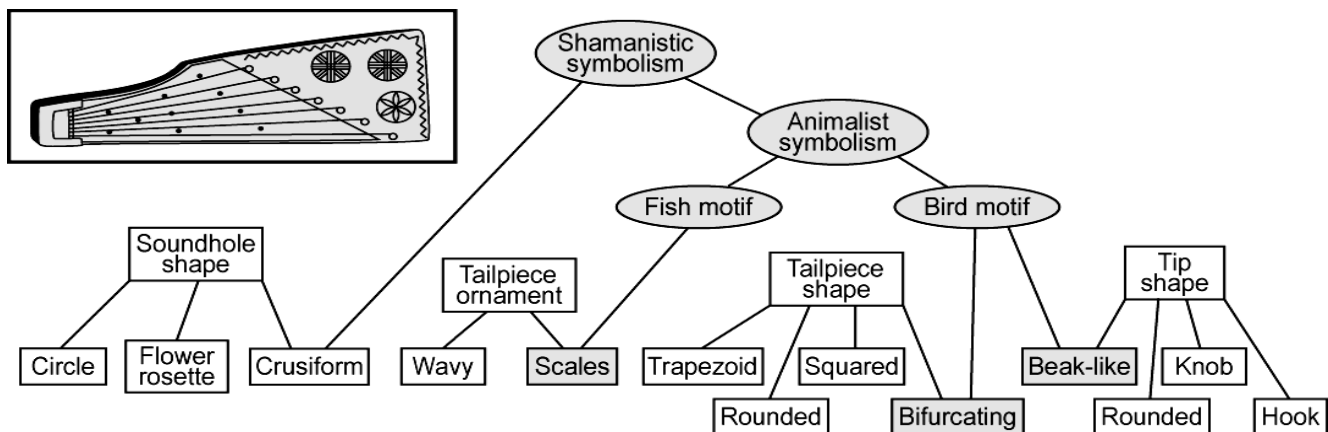 Shamanistic
symbolism
Animalist
symbolism
Fish motif
Bird motif
Soundhole
shape
Tailpiece
ornament
Tailpiece
shape
Tip
shape
Circle
Flower
rosette
Crusiform
Wavy
Scales
Trapezoid
Squared
Beak-like
Knob
Rounded
Bifurcating
Rounded
Hook